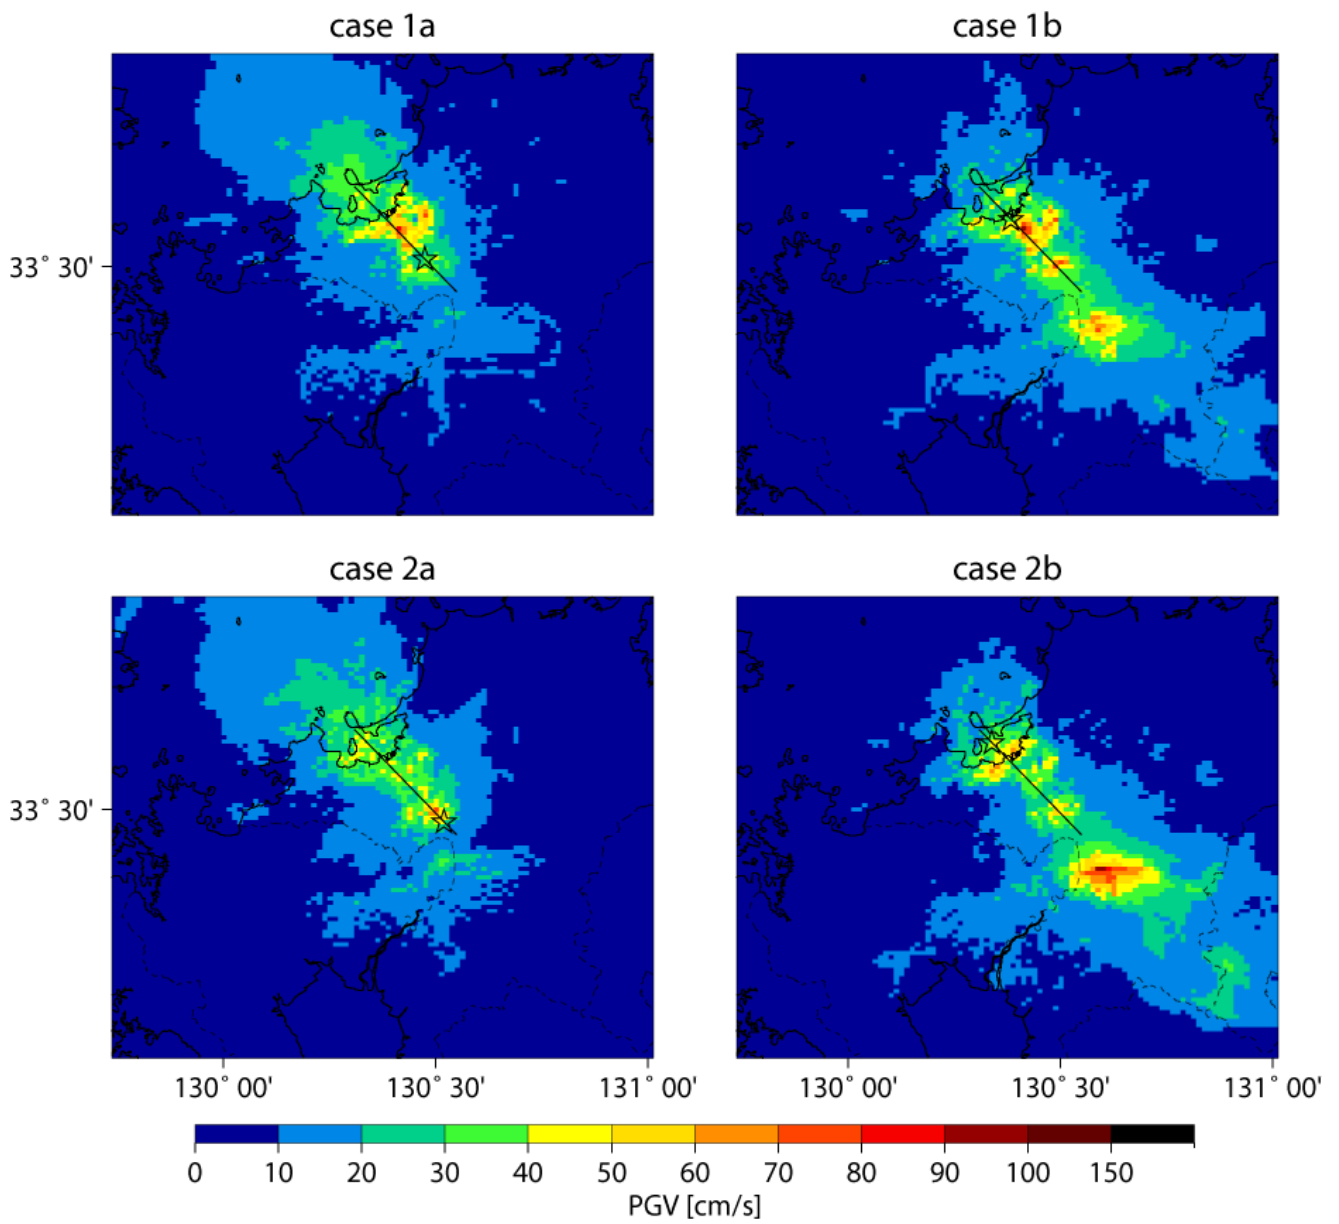 case 1a
case 1b
33° 30'
case 2a
case 2b
33° 30'
130° 00' 130° 30' 131° 00' 130° 00' 130° 30' 131° 00'
0 10 20 30 40 50 60 70 80 90 100 150
PGV [cm/s]